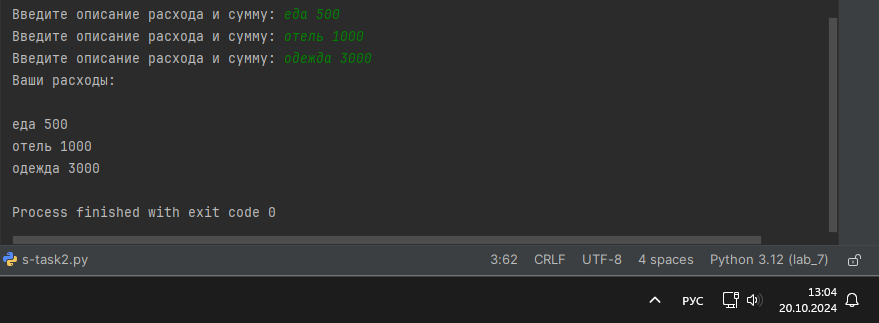 Введите описание расхода и сумму: еда 500
Введите описание расхода и сумму: отель 1000
Введите описание расхода и сумму: одежда 3000
Ваши расходы:
еда 500
отель 1000
одежда 3000
Process finished with exit code 0
s-task2.py 3:62 CRLF UTF-8 4 spaces Python 3.12 (lab_7)
РУС 13:04
20.10.2024